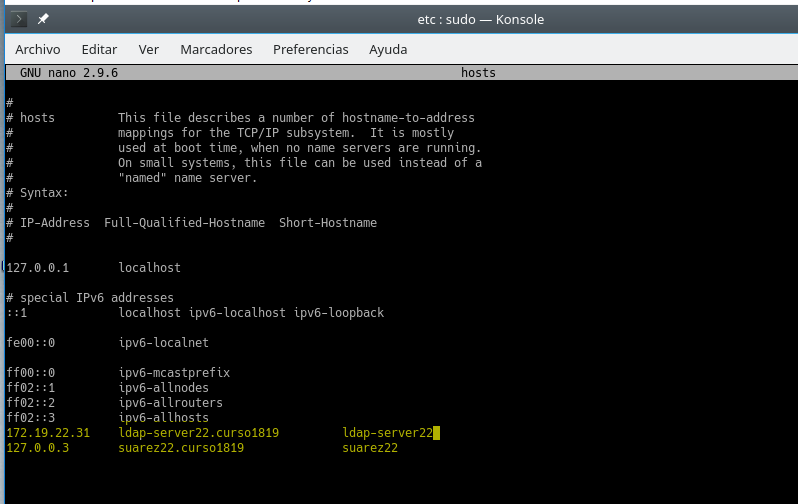 etc : sudo — Konsole
Archivo Editar Ver Marcadores Preferencias Ayuda
GNU nano 2.9.6 hosts
#
# hosts This file describes a number of hostname-to-address
# mappings for the TCP/IP subsystem. It is mostly
# used at boot time, when no name servers are running.
# On small systems, this file can be used instead of a
# "named" name server.
# Syntax:
#
# IP-Address Full-Qualified-Hostname Short-Hostname
#
127.0.0.1 localhost
# special IPv6 addresses
::1 localhost ipv6-localhost ipv6-loopback
fe00::0 ipv6-localnet
ff00::0 ipv6-mcastprefix
ff02::1 ipv6-allnodes
ff02::2 ipv6-allrouters
ff02::3 ipv6-allhosts
172.19.22.31 ldap-server22.curso1819 ldap-server22
127.0.0.3 suarez22.curso1819 suarez22